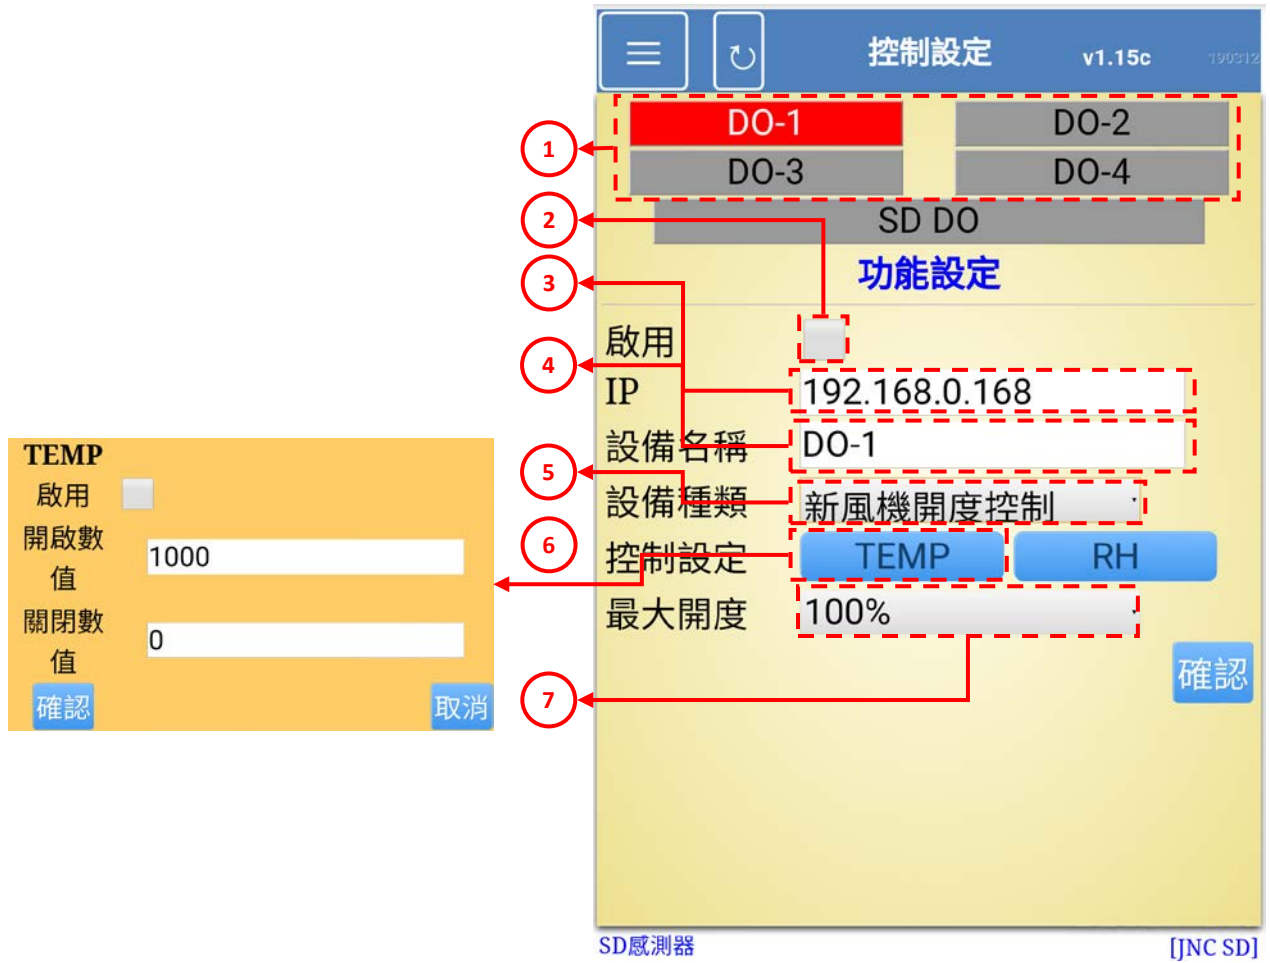 控制設定 v1.15c 190312
DO-1 DO-2
1
DO-3 DO-4
2
SD DO
3
功能設定
啟用
4
IP 192.168.0.168
設備名稱 DO-1
5
設備種類 新風機開度控制
6
控制設定 TEMP RH
最大開度 100%
7
確認
TEMP
啟用
開啟數
值
1000
關閉數
值
0
確認 取消
SD感測器 [JNC SD]